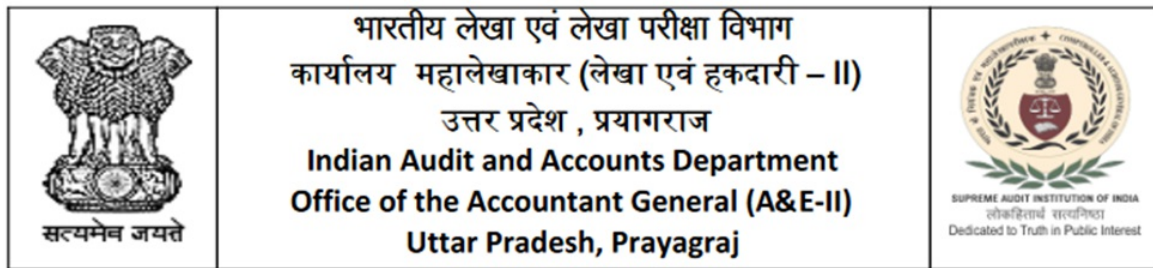 सत्यमेव जयते
भारतीय लेखा एवं लेखा परीक्षा विभाग
कार्यालय महालेखाकार (लेखा एवं हकदारी – II)
उत्तर प्रदेश , प्रयागराज
Indian Audit and Accounts Department
Office of the Accountant General (A&E-II)
Uttar Pradesh, Prayagraj
SUPREME AUDIT INSTITUTION OF INDIA
लोकहितार्थ सत्यनिष्ठा
Dedicated to Truth in Public Interest